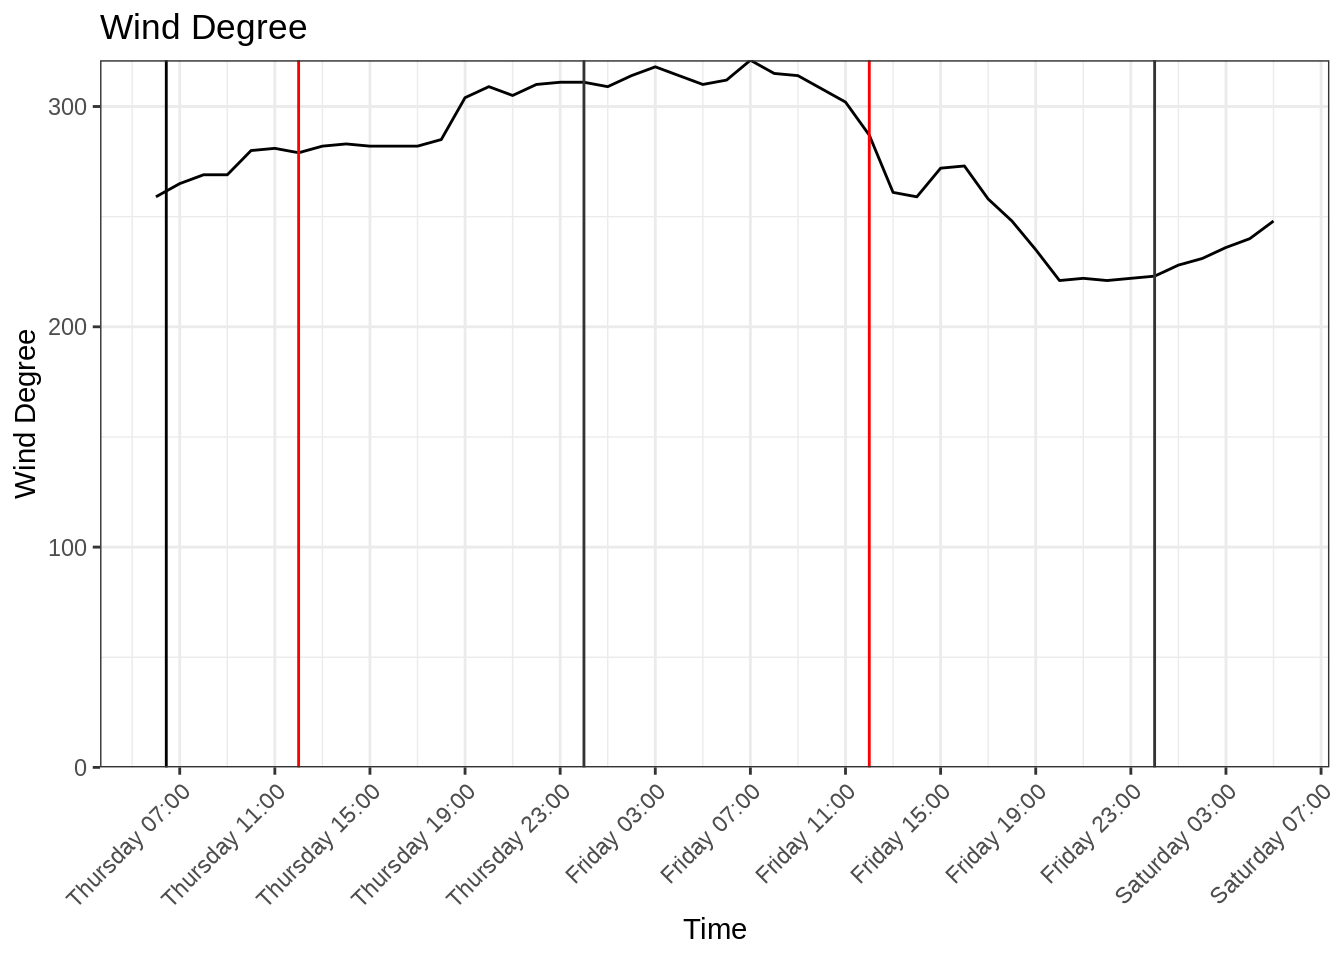 Wind Degree
Wind Degree
300
200
100
0
Thursday 07:00
Thursday 11:00
Thursday 15:00
Thursday 19:00
Thursday 23:00
Friday 03:00
Friday 07:00
Friday 11:00
Friday 15:00
Friday 19:00
Friday 23:00
Saturday 03:00
Saturday 07:00
Time